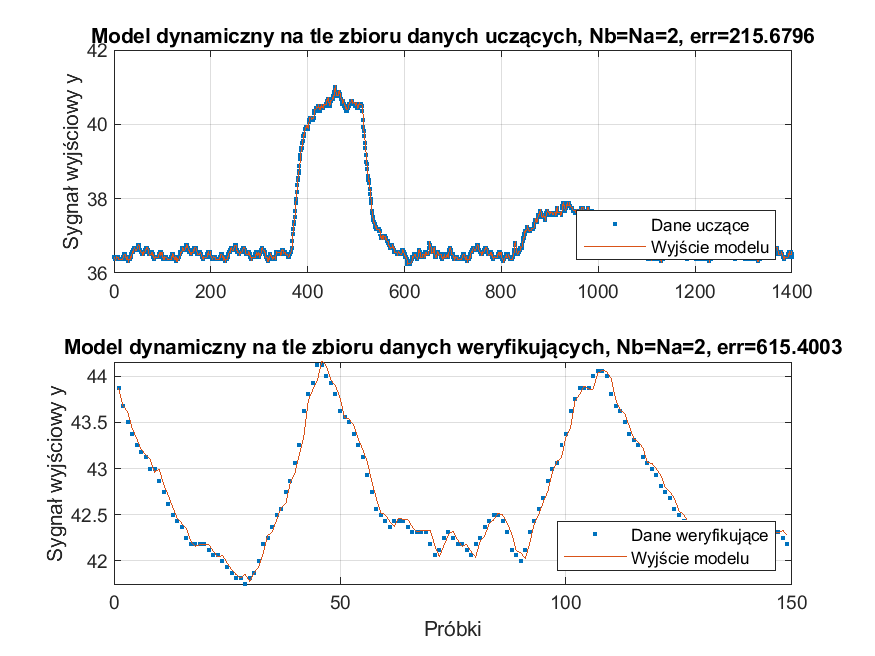 Model dynamiczny na tle zbioru danych uczących, Nb=Na=2, err=215.6796
42
40
38
36
Sygnał wyjściowy y
Dane uczące
Wyjście modelu
0 200 400 600 800 1000 1200 1400
Model dynamiczny na tle zbioru danych weryfikujących, Nb=Na=2, err=615.4003
44
43.5
43
42.5
42
Sygnał wyjściowy y
Dane weryfikujące
Wyjście modelu
0 50 100 150
Próbki